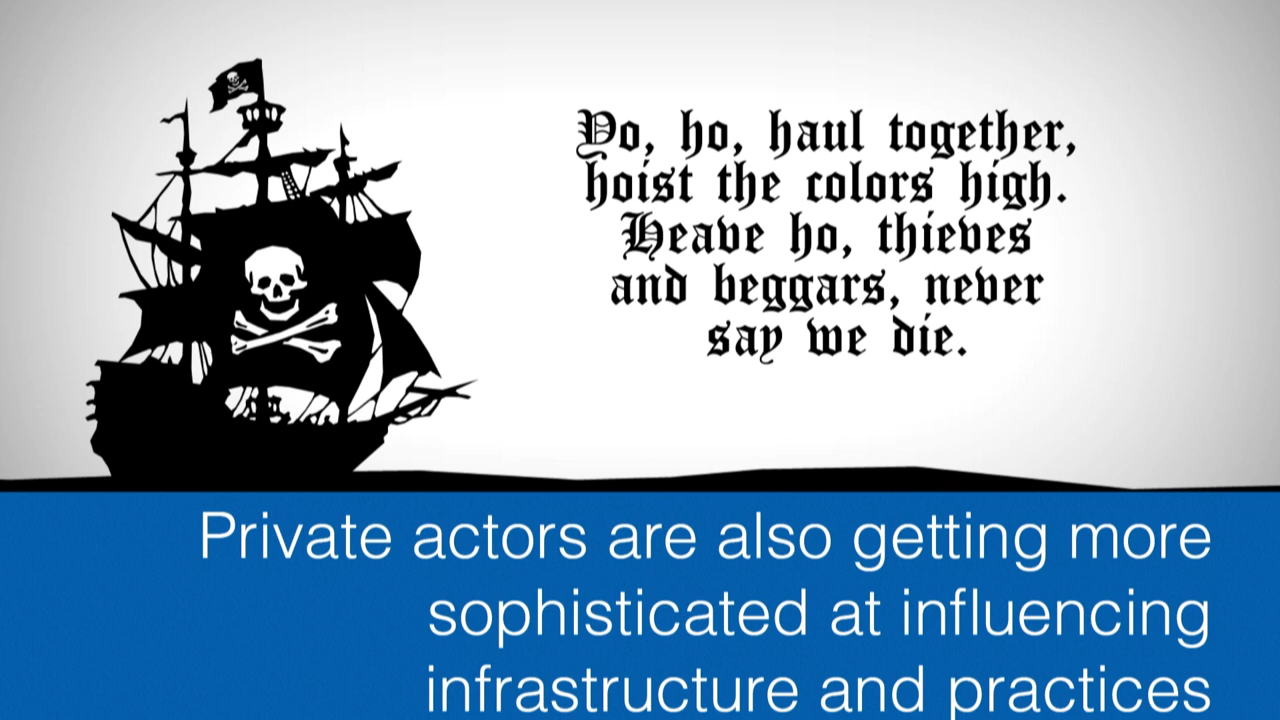 Yo, ho, haul together,
hoist the colors high.
Heave ho, thieves
and beggars, never
say we die.
Private actors are also getting more
sophisticated at influencing
infrastructure and practices